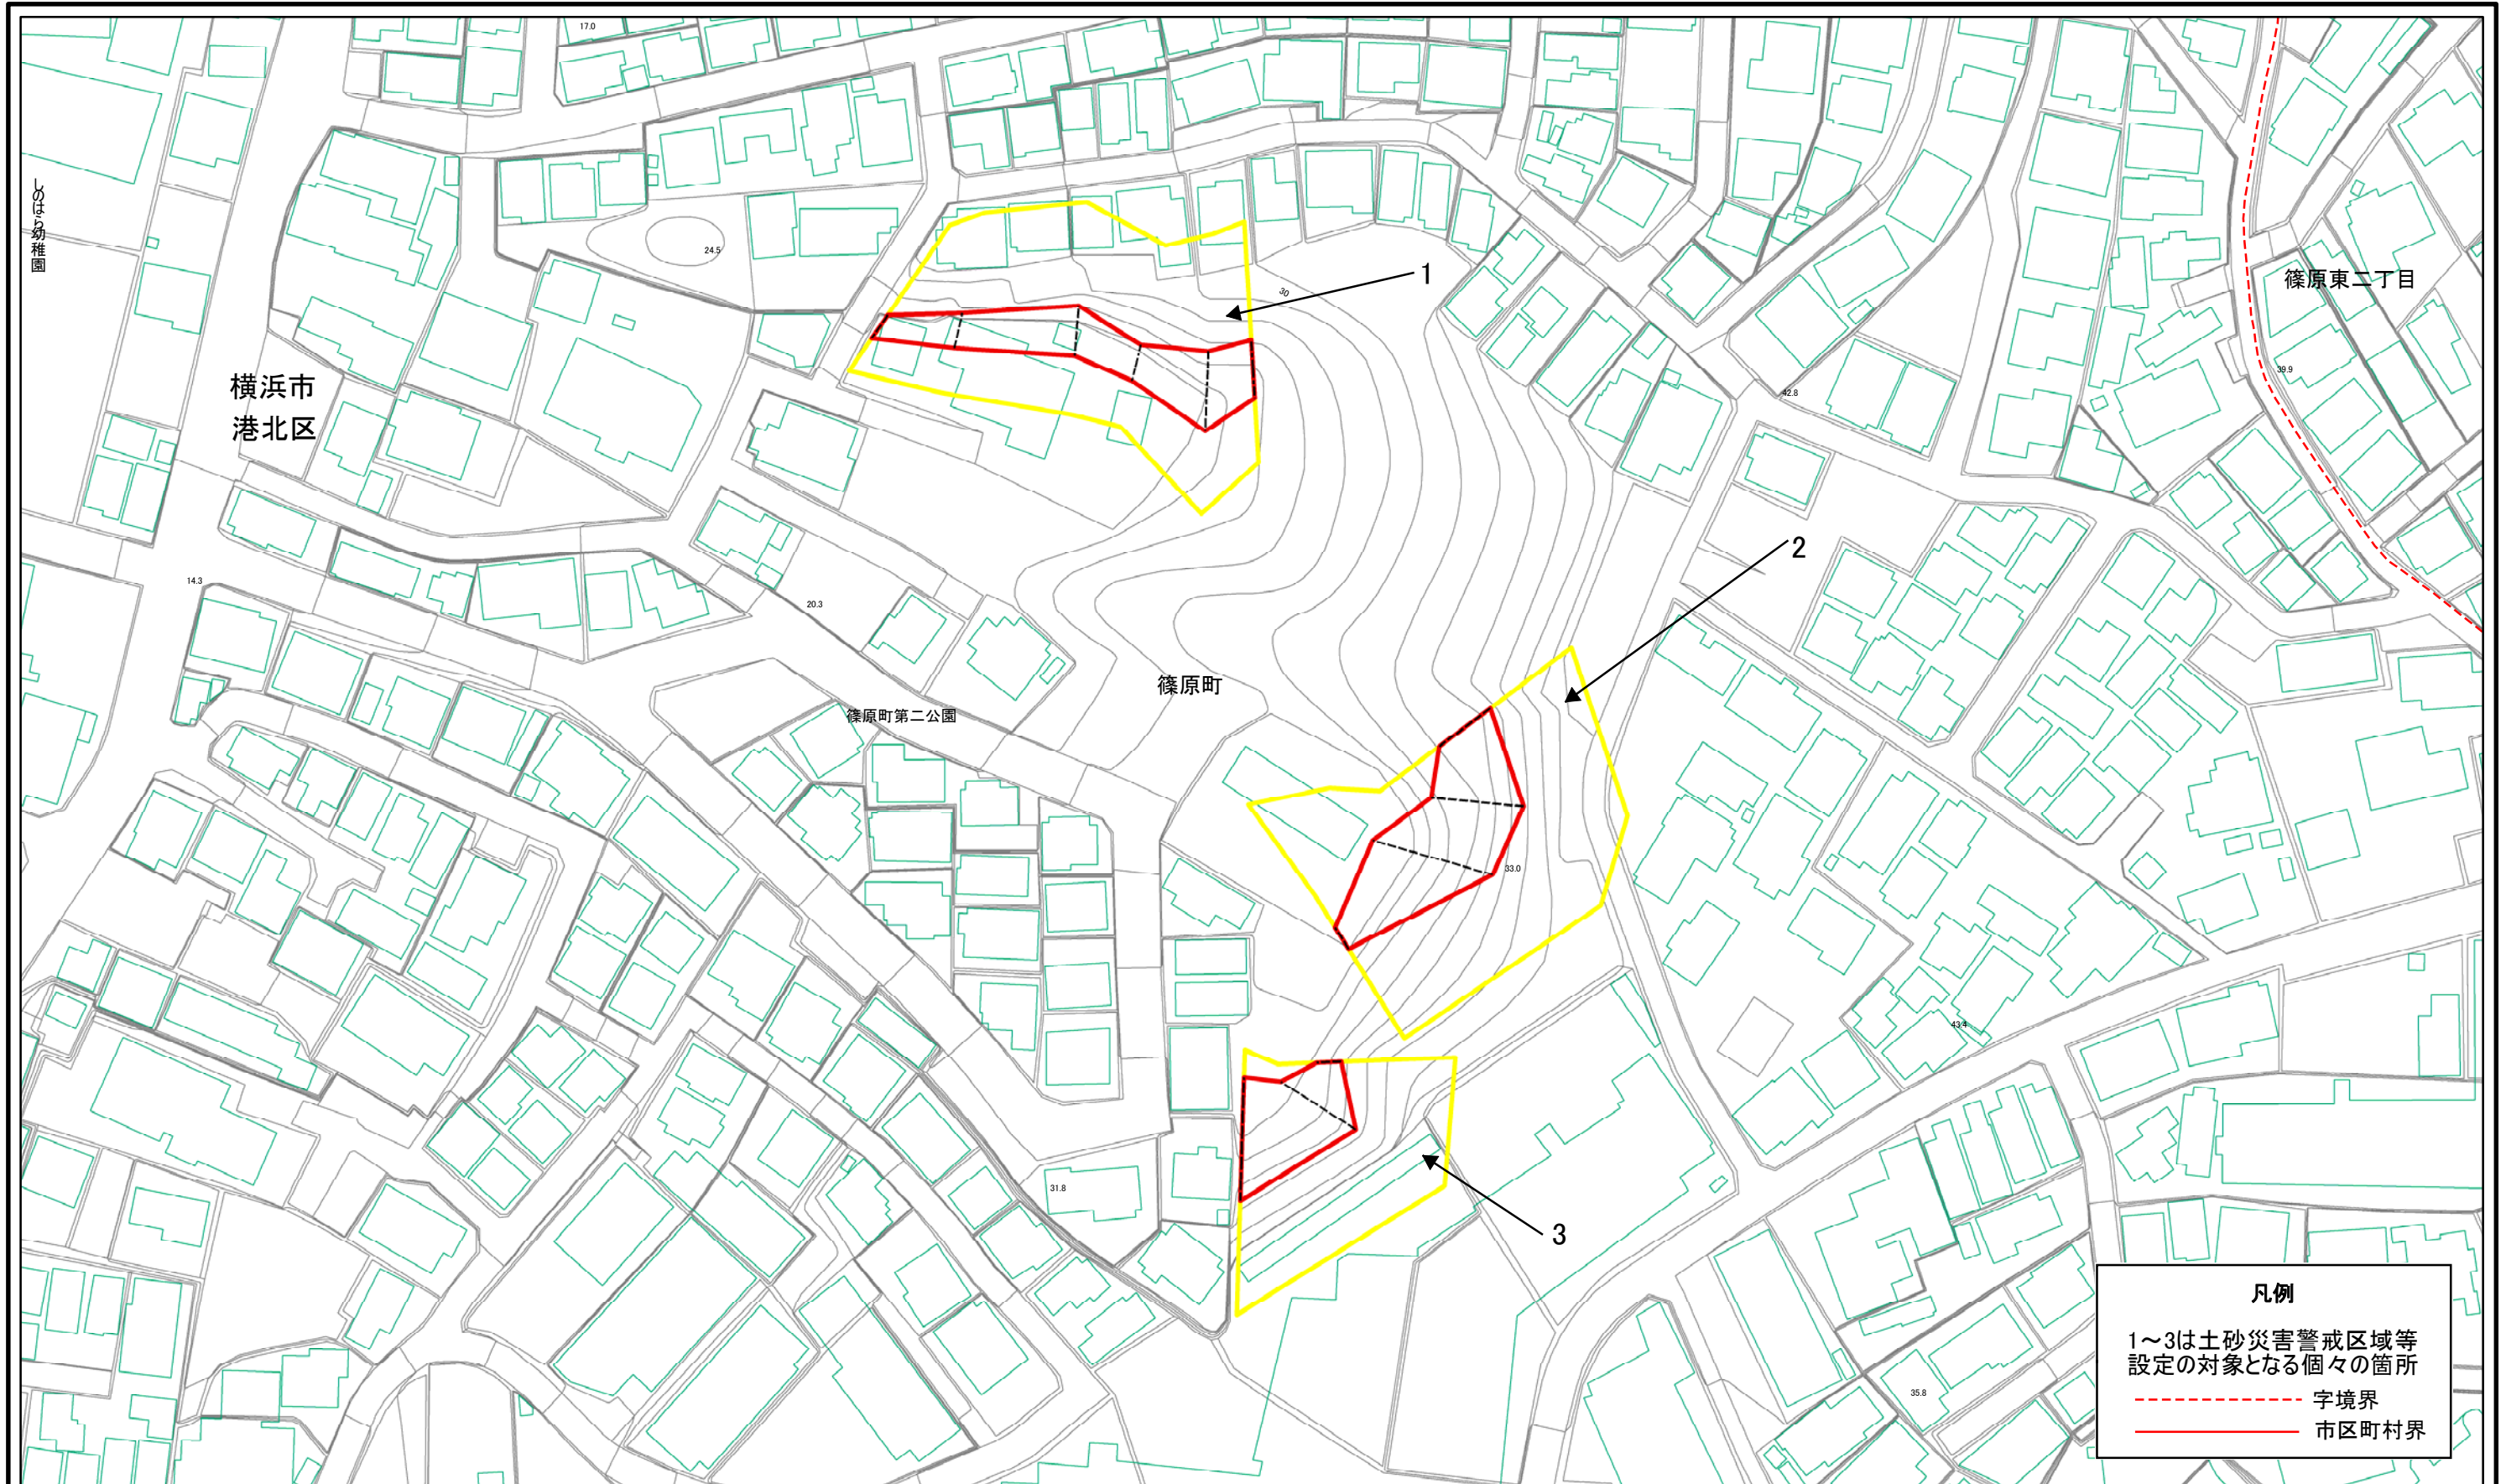 17.0
しのはら幼稚園
24.5
1
30
篠原東二丁目
39.9
横浜市
港北区
42.8
2
14.3
20.3
篠原町
篠原町第二公園
33.0
43.4
31.8
3
35.8
凡例
1～3は土砂災害警戒区域等
設定の対象となる個々の箇所
字境界
市区町村界